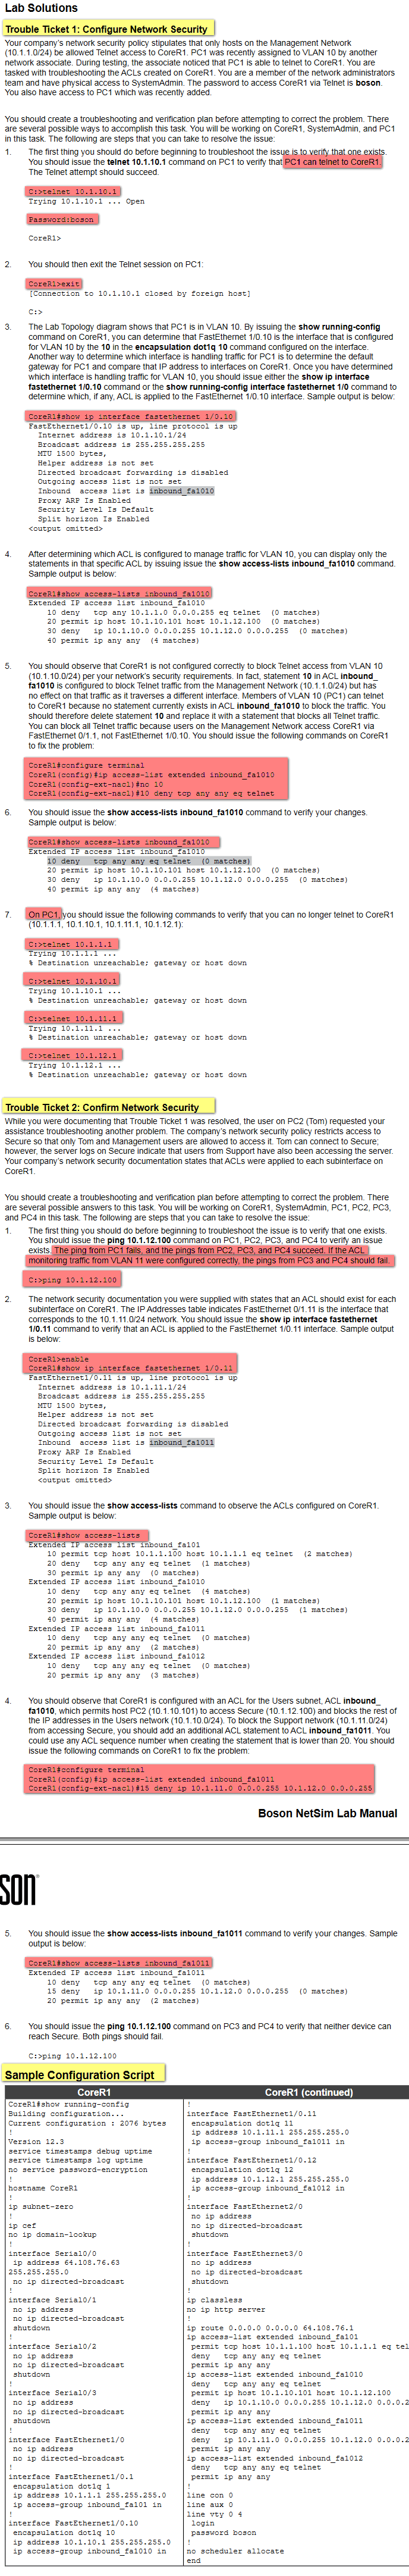 Lab Solutions
Trouble Ticket 1: Configure Network Security
Your company's network security policy stipulates that only hosts on the Management Network
(10.1.1.0/24) be allowed Telnet access to CoreR1. PC1 was recently assigned to VLAN 10 by another
network associate. During testing, the associate noticed that PC1 is able to telnet to CoreR1. You are
tasked with troubleshooting the ACLs created on CoreR1. You are a member of the network administrators
team and have physical access to SystemAdmin. The password to access CoreR1 via Telnet is boson.
You also have access to PC1 which was recently added.
You should create a troubleshooting and verification plan before attempting to correct the problem. There
are several possible ways to accomplish this task. You will be working on CoreR1, SystemAdmin, and PC1
in this task. The following are steps that you can take to resolve the issue:
1. The first thing you should do before beginning to troubleshoot the issue is to verify that one exists.
You should issue the telnet 10.1.10.1 command on PC1 to verify that PC1 can telnet to CoreR1.
The Telnet attempt should succeed.
C:>telnet 10.1.10.1
Trying 10.1.10.1 ... Open
Password:boson
CoreR1>
2. You should then exit the Telnet session on PC1:
CoreR1>exit
[Connection to 10.1.10.1 closed by foreign host]
C:>
3. The Lab Topology diagram shows that PC1 is in VLAN 10. By issuing the show running-config
command on CoreR1, you can determine that FastEthernet 1/0.10 is the interface that is configured
for VLAN 10 by the 10 in the encapsulation dot1q 10 command configured on the interface.
Another way to determine which interface is handling traffic for PC1 is to determine the default
gateway for PC1 and compare that IP address to interfaces on CoreR1. Once you have determined
which interface is handling traffic for VLAN 10, you should issue either the show ip interface
fastethernet 1/0.10 command or the show running-config interface fastethernet 1/0 command to
determine which, if any, ACL is applied to the FastEthernet 1/0.10 interface. Sample output is below:
CoreR1#show ip interface fastethernet 1/0.10
FastEthernet1/0.10 is up, line protocol is up
Internet address is 10.1.10.1/24
Broadcast address is 255.255.255.255
MTU 1500 bytes,
Helper address is not set
Directed broadcast forwarding is disabled
Outgoing access list is not set
Inbound access list is inbound_fa1010
Proxy ARP Is Enabled
Security Level Is Default
Split horizon Is Enabled
<output omitted>
4. After determining which ACL is configured to manage traffic for VLAN 10, you can display only the
statements in that specific ACL by issuing issue the show access-lists inbound_fa1010 command.
Sample output is below:
CoreR1#show access-lists inbound_fa1010
Extended IP access list inbound_fa1010
10 deny tcp any 10.1.1.0 0.0.0.255 eq telnet (0 matches)
20 permit ip host 10.1.10.101 host 10.1.12.100 (0 matches)
30 deny ip 10.1.10.0 0.0.0.255 10.1.12.0 0.0.0.255 (0 matches)
40 permit ip any any (4 matches)
5. You should observe that CoreR1 is not configured correctly to block Telnet access from VLAN 10
(10.1.10.0/24) per your network's security requirements. In fact, statement 10 in ACL inbound_
fa1010 is configured to block Telnet traffic from the Management Network (10.1.1.0/24) but has
no effect on that traffic as it traverses a different interface. Members of VLAN 10 (PC1) can telnet
to CoreR1 because no statement currently exists in ACL inbound_fa1010 to block the traffic. You
should therefore delete statement 10 and replace it with a statement that blocks all Telnet traffic.
You can block all Telnet traffic because users on the Management Network access CoreR1 via
FastEthernet 0/1.1, not FastEthernet 1/0.10. You should issue the following commands on CoreR1
to fix the problem:
CoreR1#configure terminal
CoreR1(config)#ip access-list extended inbound_fa1010
CoreR1(config-ext-nacl)#no 10
CoreR1(config-ext-nacl)#10 deny tcp any any eq telnet
6. You should issue the show access-lists inbound_fa1010 command to verify your changes.
Sample output is below:
CoreR1#show access-lists inbound_fa1010
Extended IP access list inbound_fa1010
10 deny tcp any any eq telnet (0 matches)
20 permit ip host 10.1.10.101 host 10.1.12.100 (0 matches)
30 deny ip 10.1.10.0 0.0.0.255 10.1.12.0 0.0.0.255 (0 matches)
40 permit ip any any (4 matches)
7. On PC1, you should issue the following commands to verify that you can no longer telnet to CoreR1
(10.1.1.1, 10.1.10.1, 10.1.11.1, 10.1.12.1):
C:>telnet 10.1.1.1
Trying 10.1.1.1 ...
% Destination unreachable; gateway or host down
C:>telnet 10.1.10.1
Trying 10.1.10.1 ...
% Destination unreachable; gateway or host down
C:>telnet 10.1.11.1
Trying 10.1.11.1 ...
% Destination unreachable; gateway or host down
C:>telnet 10.1.12.1
Trying 10.1.12.1 ...
% Destination unreachable; gateway or host down
Trouble Ticket 2: Confirm Network Security
While you were documenting that Trouble Ticket 1 was resolved, the user on PC2 (Tom) requested your
assistance troubleshooting another problem. The company's network security policy restricts access to
Secure so that only Tom and Management users are allowed to access it. Tom can connect to Secure;
however, the server logs on Secure indicate that users from Support have also been accessing the server.
Your company's network security documentation states that ACLs were applied to each subinterface on
CoreR1.
You should create a troubleshooting and verification plan before attempting to correct the problem. There
are several possible answers to this task. You will be working on CoreR1, SystemAdmin, PC1, PC2, PC3,
and PC4 in this task. The following are steps that you can take to resolve the issue:
1. The first thing you should do before beginning to troubleshoot the issue is to verify that one exists.
You should issue the ping 10.1.12.100 command on PC1, PC2, PC3, and PC4 to verify an issue
exists. The ping from PC1 fails, and the pings from PC2, PC3, and PC4 succeed. If the ACL
monitoring traffic from VLAN 11 were configured correctly, the pings from PC3 and PC4 should fail.
C:>ping 10.1.12.100
2. The network security documentation you were supplied with states that an ACL should exist for each
subinterface on CoreR1. The IP Addresses table indicates FastEthernet 0/1.11 is the interface that
corresponds to the 10.1.11.0/24 network. You should issue the show ip interface fastethernet
1/0.11 command to verify that an ACL is applied to the FastEthernet 1/0.11 interface. Sample output
is below:
CoreR1>enable
CoreR1#show ip interface fastethernet 1/0.11
FastEthernet1/0.11 is up, line protocol is up
Internet address is 10.1.11.1/24
Broadcast address is 255.255.255.255
MTU 1500 bytes,
Helper address is not set
Directed broadcast forwarding is disabled
Outgoing access list is not set
Inbound access list is inbound_fa1011
Proxy ARP Is Enabled
Security Level Is Default
Split horizon Is Enabled
<output omitted>
3. You should issue the show access-lists command to observe the ACLs configured on CoreR1.
Sample output is below:
CoreR1#show access-lists
Extended IP access list inbound_fa101
10 permit tcp host 10.1.1.100 host 10.1.1.1 eq telnet (2 matches)
20 deny tcp any any eq telnet (1 matches)
30 permit ip any any (0 matches)
Extended IP access list inbound_fa1010
10 deny tcp any any eq telnet (4 matches)
20 permit ip host 10.1.10.101 host 10.1.12.100 (1 matches)
30 deny ip 10.1.10.0 0.0.0.255 10.1.12.0 0.0.0.255 (1 matches)
40 permit ip any any (4 matches)
Extended IP access list inbound_fa1011
10 deny tcp any any eq telnet (0 matches)
20 permit ip any any (2 matches)
Extended IP access list inbound_fa1012
10 deny tcp any any eq telnet (0 matches)
20 permit ip any any (3 matches)
4. You should observe that CoreR1 is configured with an ACL for the Users subnet, ACL inbound_
fa1010, which permits host PC2 (10.1.10.101) to access Secure (10.1.12.100) and blocks the rest of
the IP addresses in the Users network (10.1.10.0/24). To block the Support network (10.1.11.0/24)
from accessing Secure, you should add an additional ACL statement to ACL inbound_fa1011. You
could use any ACL sequence number when creating the statement that is lower than 20. You should
issue the following commands on CoreR1 to fix the problem:
CoreR1#configure terminal
CoreR1(config)#ip access-list extended inbound_fa1011
CoreR1(config-ext-nacl)#15 deny ip 10.1.11.0 0.0.0.255 10.1.12.0 0.0.0.255
Boson NetSim Lab Manual
son
5. You should issue the show access-lists inbound_fa1011 command to verify your changes. Sample
output is below:
CoreR1#show access-lists inbound_fa1011
Extended IP access list inbound_fa1011
10 deny tcp any any eq telnet (0 matches)
15 deny ip 10.1.11.0 0.0.0.255 10.1.12.0 0.0.0.255 (0 matches)
20 permit ip any any (2 matches)
6. You should issue the ping 10.1.12.100 command on PC3 and PC4 to verify that neither device can
reach Secure. Both pings should fail.
C:>ping 10.1.12.100
Sample Configuration Script
CoreR1
CoreR1#show running-config
Building configuration...
Current configuration : 2076 bytes
!
Version 12.3
service timestamps debug uptime
service timestamps log uptime
no service password-encryption
!
hostname CoreR1
!
ip subnet-zero
!
ip cef
no ip domain-lookup
!
interface Serial0/0
ip address 64.108.76.63
255.255.255.0
no ip directed-broadcast
!
interface Serial0/1
no ip address
no ip directed-broadcast
shutdown
!
interface Serial0/2
no ip address
no ip directed-broadcast
shutdown
!
interface Serial0/3
no ip address
no ip directed-broadcast
shutdown
!
interface FastEthernet1/0
no ip address
no ip directed-broadcast
!
interface FastEthernet1/0.1
encapsulation dot1q 1
ip address 10.1.1.1 255.255.255.0
ip access-group inbound_fa101 in
!
interface FastEthernet1/0.10
encapsulation dot1q 10
ip address 10.1.10.1 255.255.255.0
ip access-group inbound_fa1010 in
CoreR1 (continued)
!
interface FastEthernet1/0.11
encapsulation dot1q 11
ip address 10.1.11.1 255.255.255.0
ip access-group inbound_fa1011 in
!
interface FastEthernet1/0.12
encapsulation dot1q 12
ip address 10.1.12.1 255.255.255.0
ip access-group inbound_fa1012 in
!
interface FastEthernet2/0
no ip address
no ip directed-broadcast
shutdown
!
interface FastEthernet3/0
no ip address
no ip directed-broadcast
shutdown
!
ip classless
no ip http server
!
ip route 0.0.0.0 0.0.0.0 64.108.76.1
ip access-list extended inbound_fa101
permit tcp host 10.1.1.100 host 10.1.1.1 eq tel
deny tcp any any eq telnet
permit ip any any
ip access-list extended inbound_fa1010
deny tcp any any eq telnet
permit ip host 10.1.10.101 host 10.1.12.100
deny ip 10.1.10.0 0.0.0.255 10.1.12.0 0.0.0.2
permit ip any any
ip access-list extended inbound_fa1011
deny tcp any any eq telnet
deny ip 10.1.11.0 0.0.0.255 10.1.12.0 0.0.0.2
permit ip any any
ip access-list extended inbound_fa1012
deny tcp any any eq telnet
permit ip any any
!
line con 0
line aux 0
line vty 0 4
login
password boson
!
no scheduler allocate
end